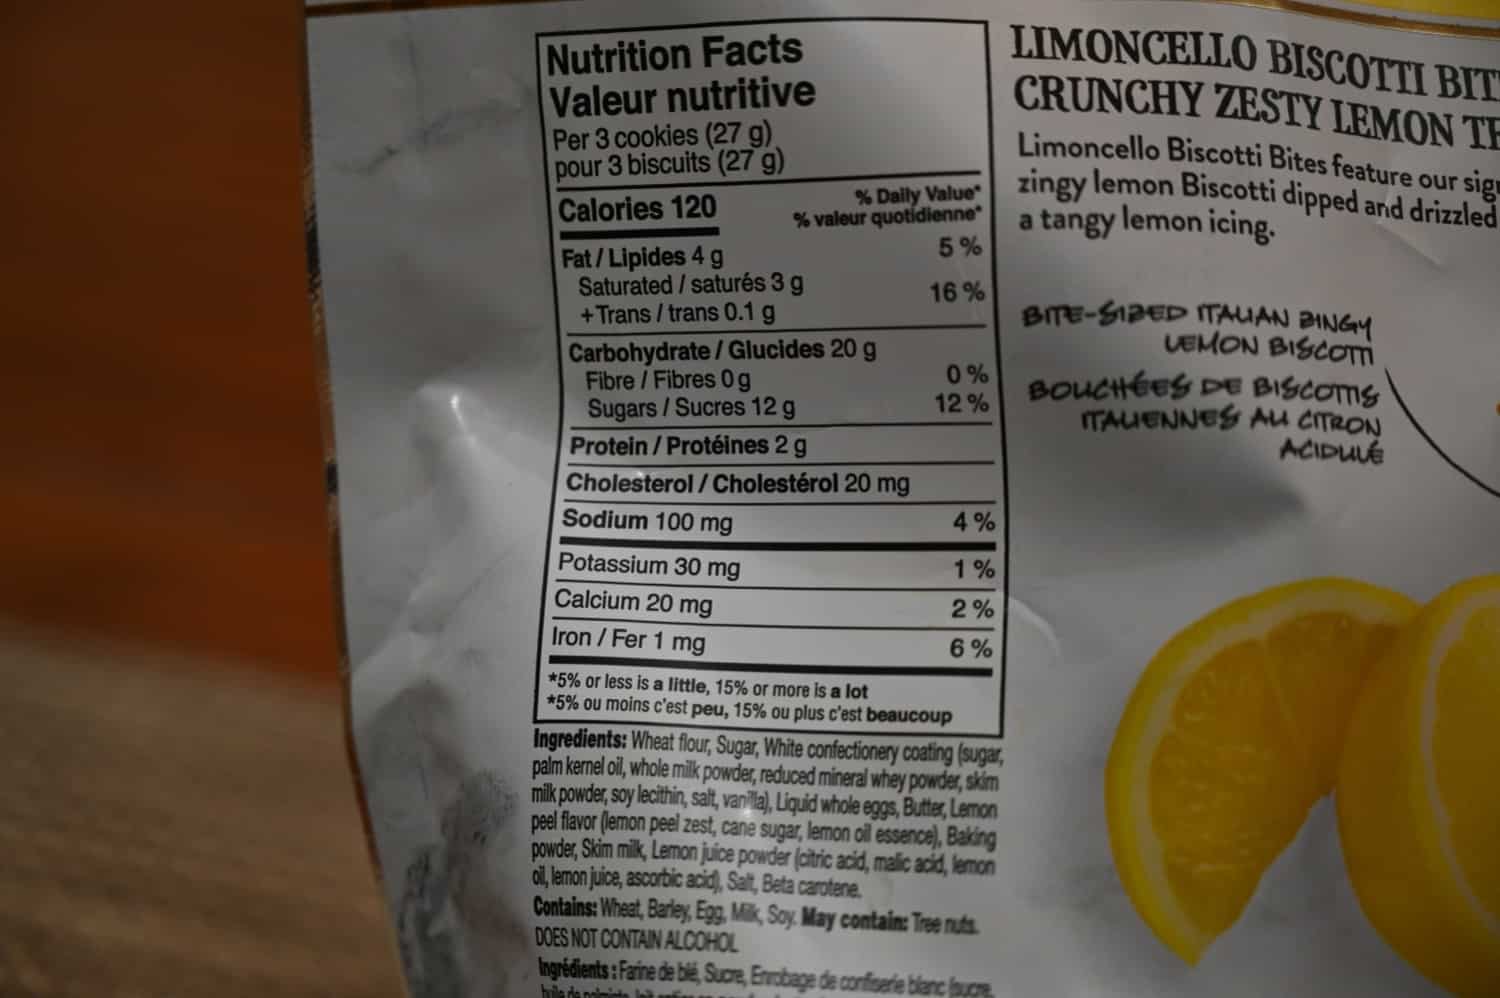 Nutrition Facts
Valeur nutritive
Per 3 cookies (27 g)
pour 3 biscuits (27 g)
Calories 120
% Daily Value*
% valeur quotidienne*
Fat / Lipides 4 g 5 %
Saturated / saturés 3 g
+ Trans / trans 0.1 g 16 %
Carbohydrate / Glucides 20 g
Fibre / Fibres 0 g 0 %
Sugars / Sucres 12 g 12 %
Protein / Protéines 2 g
Cholesterol / Cholestérol 20 mg
Sodium 100 mg 4 %
Potassium 30 mg 1 %
Calcium 20 mg 2 %
Iron / Fer 1 mg 6 %
*5% or less is a little, 15% or more is a lot
*5% ou moins c'est peu, 15% ou plus c'est beaucoup
Ingredients: Wheat flour, Sugar, White confectionery coating (sugar,
palm kernel oil, whole milk powder, reduced mineral whey powder, skim
milk powder, soy lecithin, salt, vanilla), Liquid whole eggs, Butter, Lemon
peel flavor (lemon peel zest, cane sugar, lemon oil essence), Baking
powder, Skim milk, Lemon juice powder (citric acid, malic acid, lemon
oil, lemon juice, ascorbic acid), Salt, Beta carotene.
Contains: Wheat, Barley, Egg, Milk, Soy. May contain: Tree nuts.
DOES NOT CONTAIN ALCOHOL
Ingrédients : Farine de blé, Sucre, Enrobage de confiserie blanc (sucre,
huile de
LIMONCELLO BISCOTTI
CRUNCHY ZESTY LEMON
Limoncello Biscotti Bites feature our
zingy lemon Biscotti dipped and drizzled
a tangy lemon icing.
BITE-SIZED ITALIAN ZINGY
LEMON BISCOTTI
BOUCHÉES DE BISCOTTIS
ITALIENNES AU CITRON
ACIDULÉ